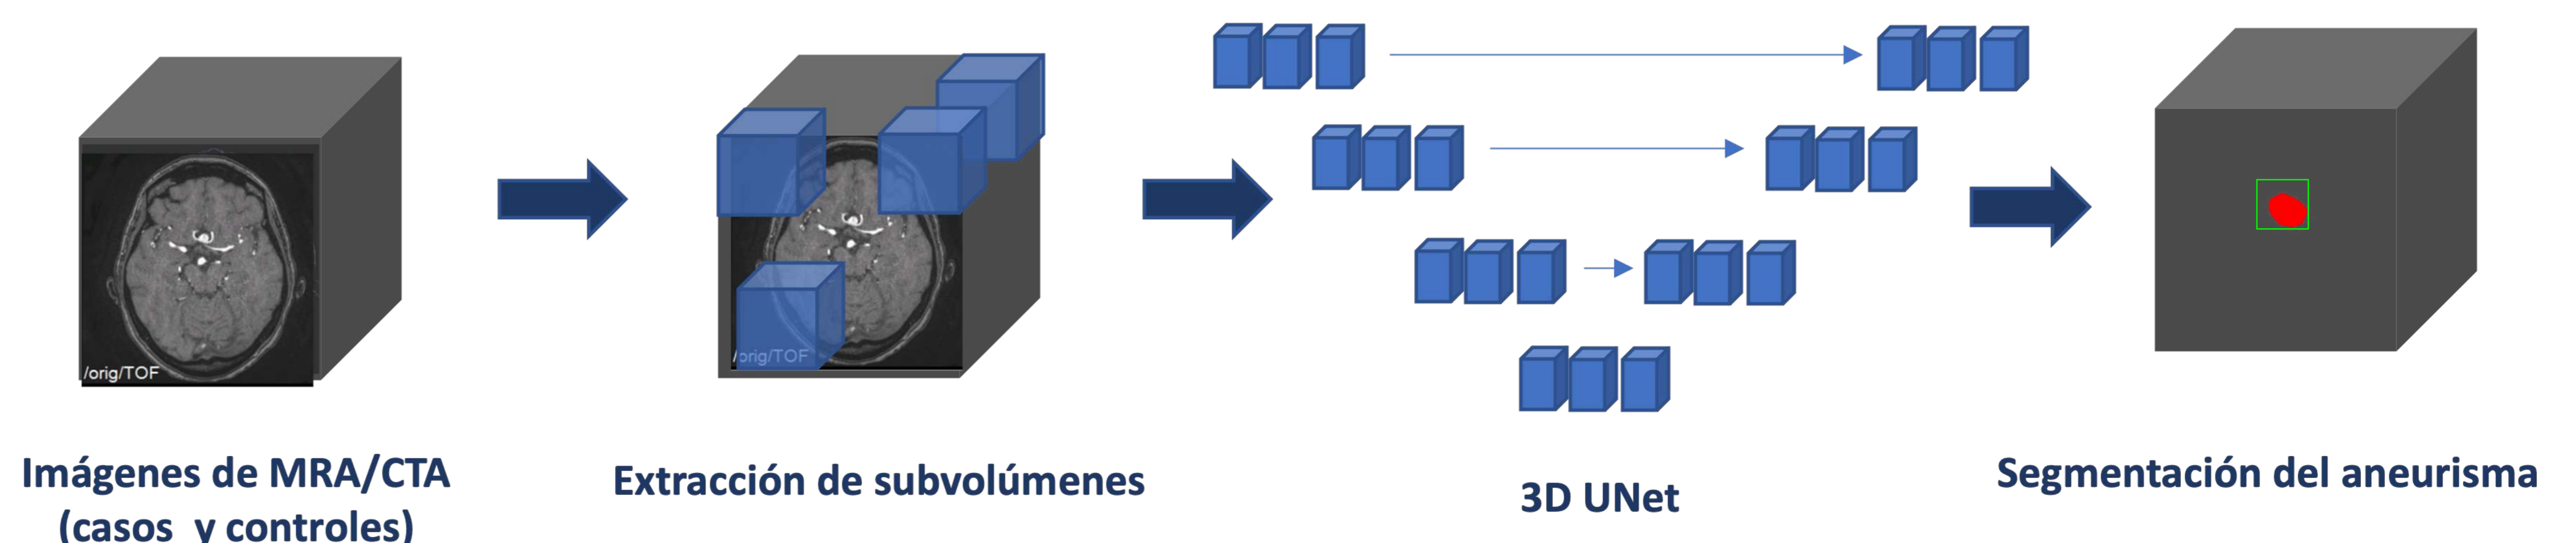 /orig/TOF
/orig/TOF
Imágenes de MRA/CTA
(casos y controles)
Extracción de subvolúmenes
3D UNet
Segmentación del aneurisma